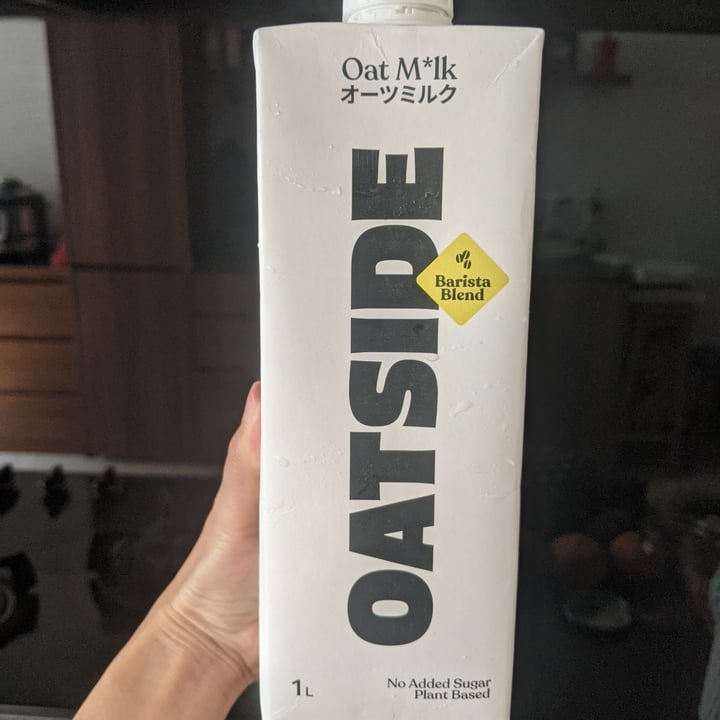 Oat M*lk
オーツミルク
OATSIDE
Barista
Blend
1L
No Added Sugar
Plant Based